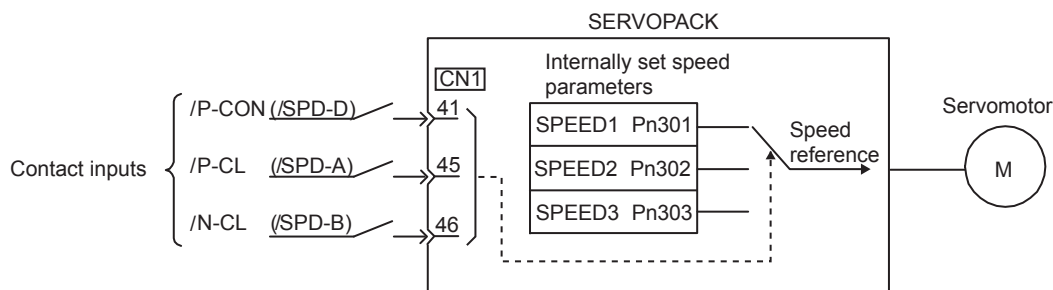 SERVOPACK
CN1
Internally set speed
parameters
/P-CON (/SPD-D) 41
SPEED1 Pn301
Speed
reference
Servomotor
Contact inputs
/P-CL (/SPD-A) 45
SPEED2 Pn302
M
/N-CL (/SPD-B) 46
SPEED3 Pn303